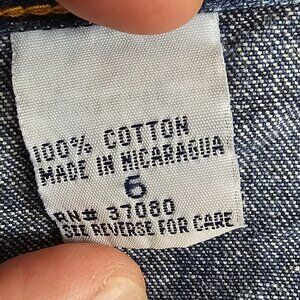 100% COTTON
MADE IN NICARAGUA
6
RN# 37080
SEE REVERSE FOR CARE